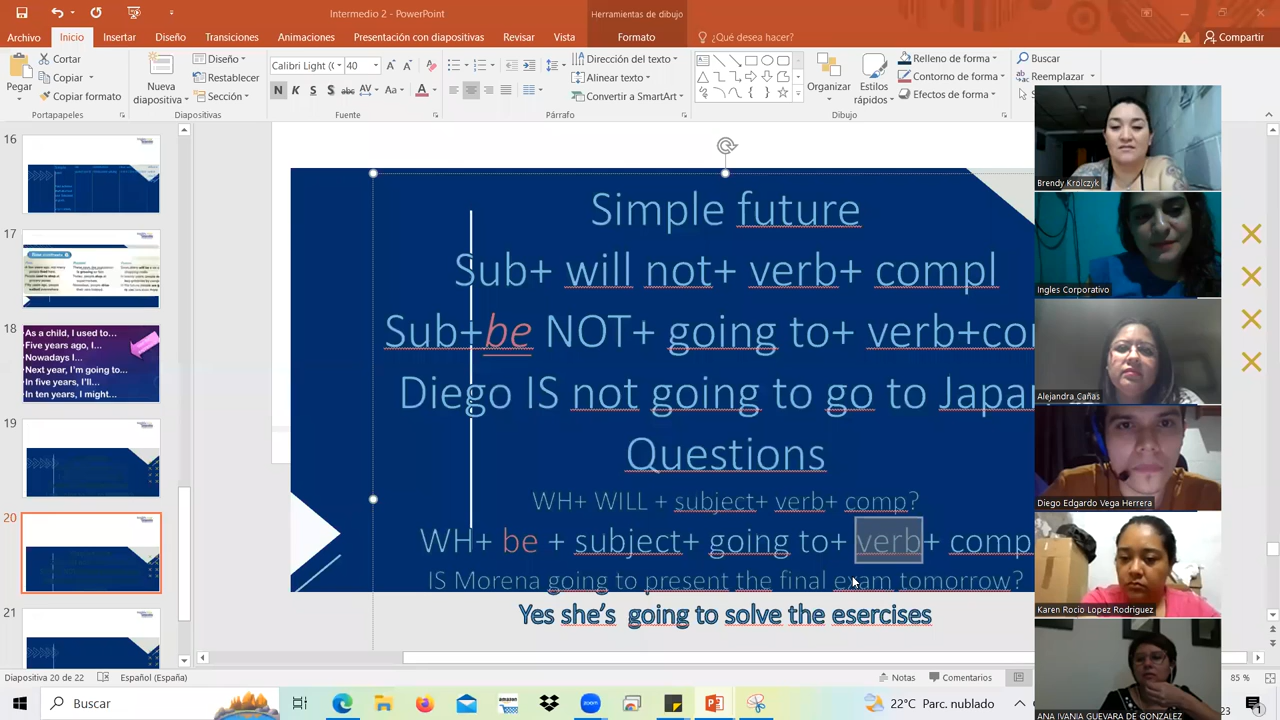 Intermedio 2 - PowerPoint
Herramientas de dibujo
Archivo Inicio Insertar Diseño Transiciones Animaciones Presentación con diapositivas Revisar Vista Formato ¿Qué desea hacer? Compartir
Pegar
Cortar
Copiar
Copiar formato
Portapapeles
Nueva diapositiva
Diseño
Restablecer
Sección
Diapositivas
Calibri Light (
40
N K S S abc AV Aa A
Fuente
Dirección del texto
Alinear texto
Convertir a SmartArt
Párrafo
Organizar
Estilos rápidos
Relleno de forma
Contorno de forma
Efectos de forma
Dibujo
Buscar
Reemplazar
16
17
18
As a child, I used to...
Five years ago, I...
Nowadays I...
Next year, I'm going to...
In five years, I'll...
In ten years, I might...
19
20
21
Simple future
Sub+ will not+ verb+ compl
Sub+be NOT+ going to+ verb+co
Diego IS not going to go to Japa
Questions
WH+ WILL + subject+ verb+ comp?
WH+ be + subject+ going to+ verb+ comp
IS Morena going to present the final exam tomorrow?
Yes she's going to solve the esercises
Brendy Krolczyk
Ingles Corporativo
Alejandra Cañas
Diego Edgardo Vega Herrera
Karen Rocio Lopez Rodriguez
ANA IVANIA GUEVARA DE GONZALEZ
Diapositiva 20 de 22 Español (España) Notas Comentarios 85 %
Buscar
22°C Parc. nublado
23
1